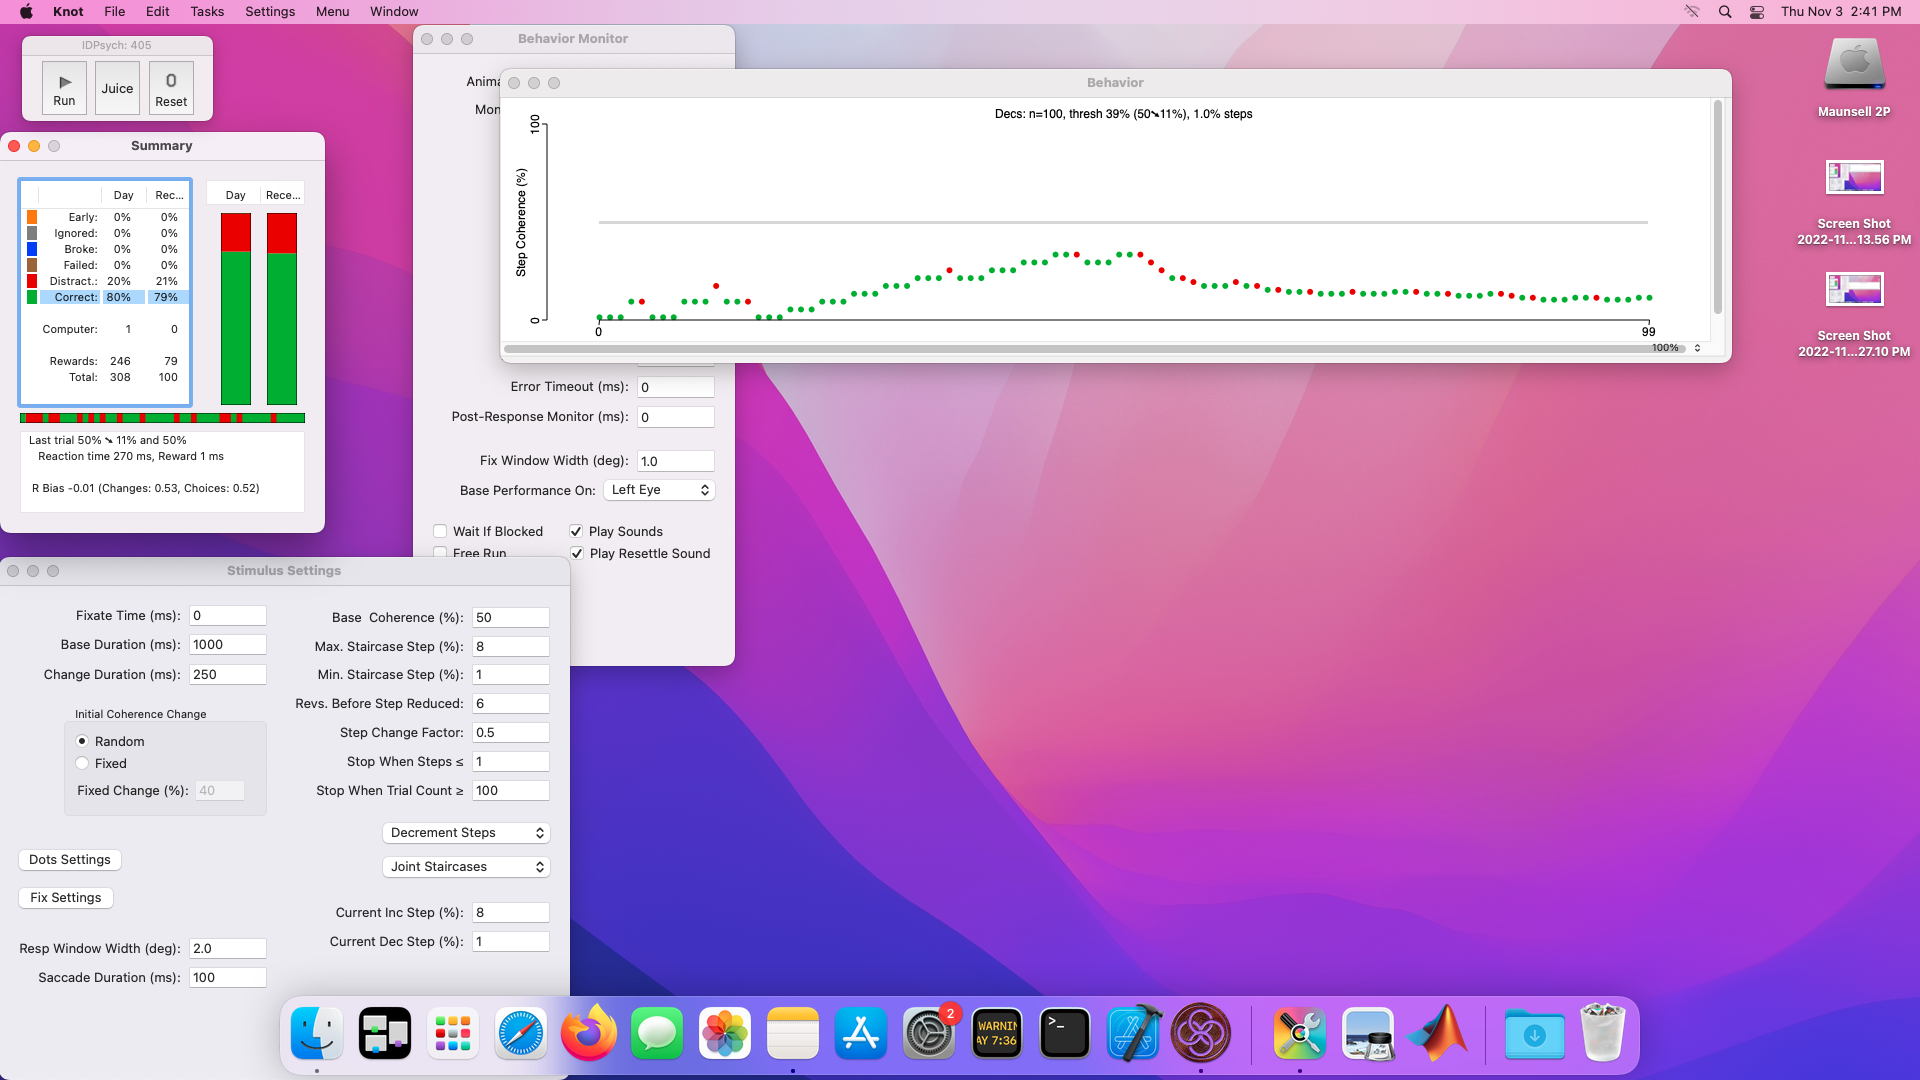 Knot File Edit Tasks Settings Menu Window
Thu Nov 3 2:41 PM
IDPsych: 405
Run
Juice
0
Reset
Summary
Day Rec...
Early: 0% 0%
Ignored: 0% 0%
Broke: 0% 0%
Failed: 0% 0%
Distract.: 20% 21%
Correct: 80% 79%
Computer: 1 0
Rewards: 246 79
Total: 308 100
Day Rece...
Last trial 50% ➘ 11% and 50%
Reaction time 270 ms, Reward 1 ms
R Bias -0.01 (Changes: 0.53, Choices: 0.52)
Behavior Monitor
Anima
Mon
Error Timeout (ms): 0
Post-Response Monitor (ms): 0
Fix Window Width (deg): 1.0
Base Performance On: Left Eye
Wait If Blocked
Play Sounds
Free Run
Play Resettle Sound
Behavior
Decs: n=100, thresh 39% (50➘11%), 1.0% steps
Step Coherence (%)
100
0
0
99
100%
Stimulus Settings
Fixate Time (ms): 0
Base Duration (ms): 1000
Change Duration (ms): 250
Initial Coherence Change
Random
Fixed
Fixed Change (%): 40
Dots Settings
Fix Settings
Resp Window Width (deg): 2.0
Saccade Duration (ms): 100
Base Coherence (%): 50
Max. Staircase Step (%): 8
Min. Staircase Step (%): 1
Revs. Before Step Reduced: 6
Step Change Factor: 0.5
Stop When Steps ≤ 1
Stop When Trial Count ≥ 100
Decrement Steps
Joint Staircases
Current Inc Step (%): 8
Current Dec Step (%): 1
Maunsell 2P
Screen Shot
2022-11...13.56 PM
Screen Shot
2022-11...27.10 PM
2
WARNIN
AY 7:36
>_